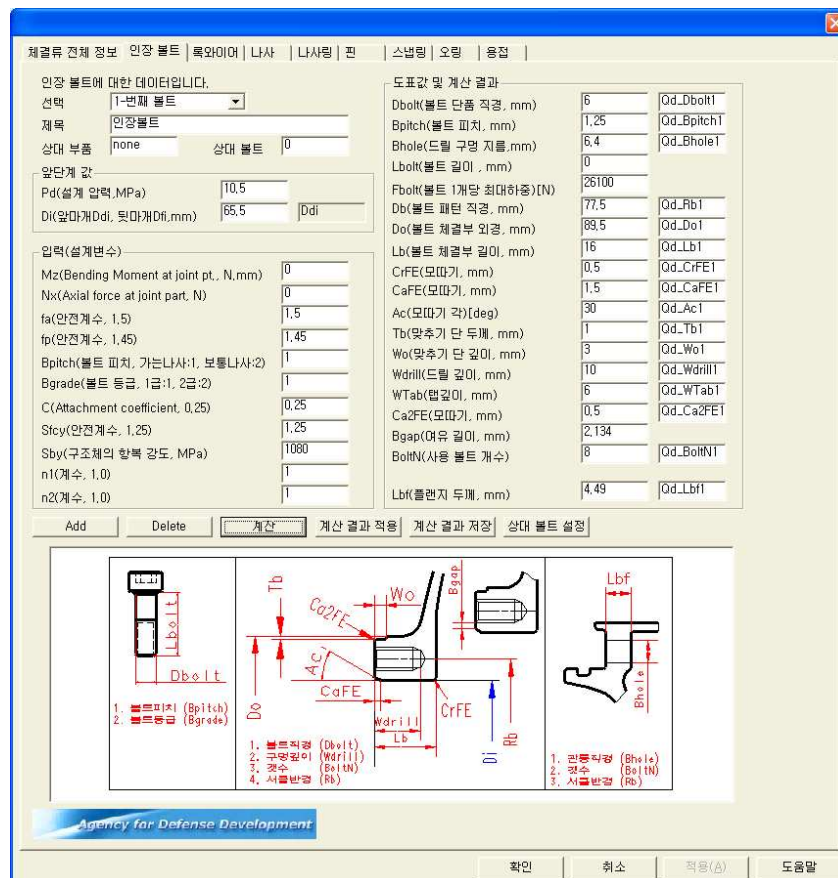 체결류 전체 정보 인장 볼트 록와이어 나사 나사링 핀 스냅링 오링 용접
인장 볼트에 대한 데이터입니다.
선택 1-번째 볼트
제목 인장볼트
상대 부품 none 상대 볼트 0
앞단계 값
Pd(설계 압력,MPa) 10,5
Di(앞마개Ddi, 뒷마개Dfi,mm) 65,5 Ddi
입력(설계변수)
Mz(Bending Moment at joint pt,, N,mm) 0
Nx(Axial force at joint part, N) 0
fa(안전계수, 1,5) 1,5
fp(안전계수, 1,45) 1,45
Bpitch(볼트 피치, 가는나사:1, 보통나사:2) 1
Bgrade(볼트 등급, 1급:1, 2급:2) 1
C(Attachment coefficient, 0,25) 0,25
Sfcy(안전계수, 1,25) 1,25
Sby(구조체의 항복 강도, MPa) 1080
n1(계수, 1,0) 1
n2(계수, 1,0) 1
도표값 및 계산 결과
Dbolt(볼트 단품 직경, mm) 6 Qd_Dbolt1
Bpitch(볼트 피치, mm) 1,25 Qd_Bpitch1
Bhole(드릴 구멍 지름,mm) 6,4 Qd_Bhole1
Lbolt(볼트 길이 , mm) 0
Fbolt(볼트 1개당 최대하중)[N) 26100
Db(볼트 패턴 직경, mm) 77,5 Qd_Rb1
Do(볼트 체결부 외경, mm) 89,5 Qd_Do1
Lb(볼트 체결부 길이, mm) 16 Qd_Lb1
CrFE(모따기, mm) 0,5 Qd_CrFE1
CaFE(모따기, mm) 1,5 Qd_CaFE1
Ac(모따기 각)[deg) 30 Qd_Ac1
Tb(맞추기 단 두께, mm) 1 Qd_Tb1
Wo(맞추기 단 깊이, mm) 3 Qd_Wo1
Wdrill(드릴 깊이, mm) 10 Qd_Wdrill1
WTab(탭깊이, mm) 6 Qd_WTab1
Ca2FE(모따기, mm) 0,5 Qd_Ca2FE1
Bgap(여유 길이, mm) 2,134
BoltN(사용 볼트 개수) 8 Qd_BoltN1
Lbf(플랜지 두께, mm) 4,49 Qd_Lbf1
Add Delete 계산 계산 결과 적용 계산 결과 저장 상대 볼트 설정
Lbolt
Dbolt
1. 볼트피치 (Bpitch)
2. 볼트등급 (Bgrade)
Tb
Wo
Ca2FE
Do
Ac
CaFE
Wdrill
Lb
CrFE
Di
Rb
Bgap
1. 볼트직경 (Dbolt)
2. 구멍깊이 (Wdrill)
3. 갯수 (BoltN)
4. 서클반경 (Rb)
Lbf
Bhole
1. 관통직경 (Bhole)
2. 갯수 (BoltN)
3. 서클반경 (Rb)
Agency for Defense Development
확인 취소 적용(A) 도움말